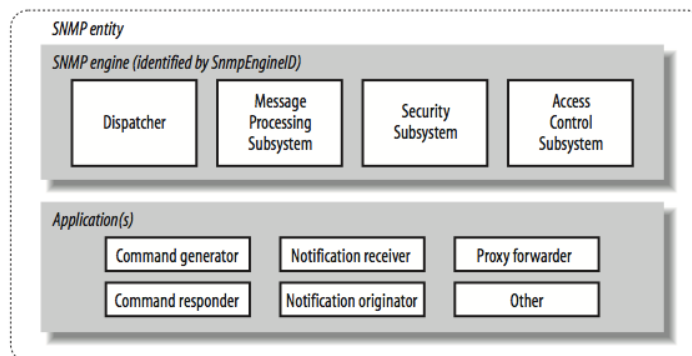 SNMP entity
SNMP engine (identified by SnmpEngineID)
Dispatcher
Message
Processing
Subsystem
Security
Subsystem
Access
Control
Subsystem
Application(s)
Command generator
Notification receiver
Proxy forwarder
Command responder
Notification originator
Other